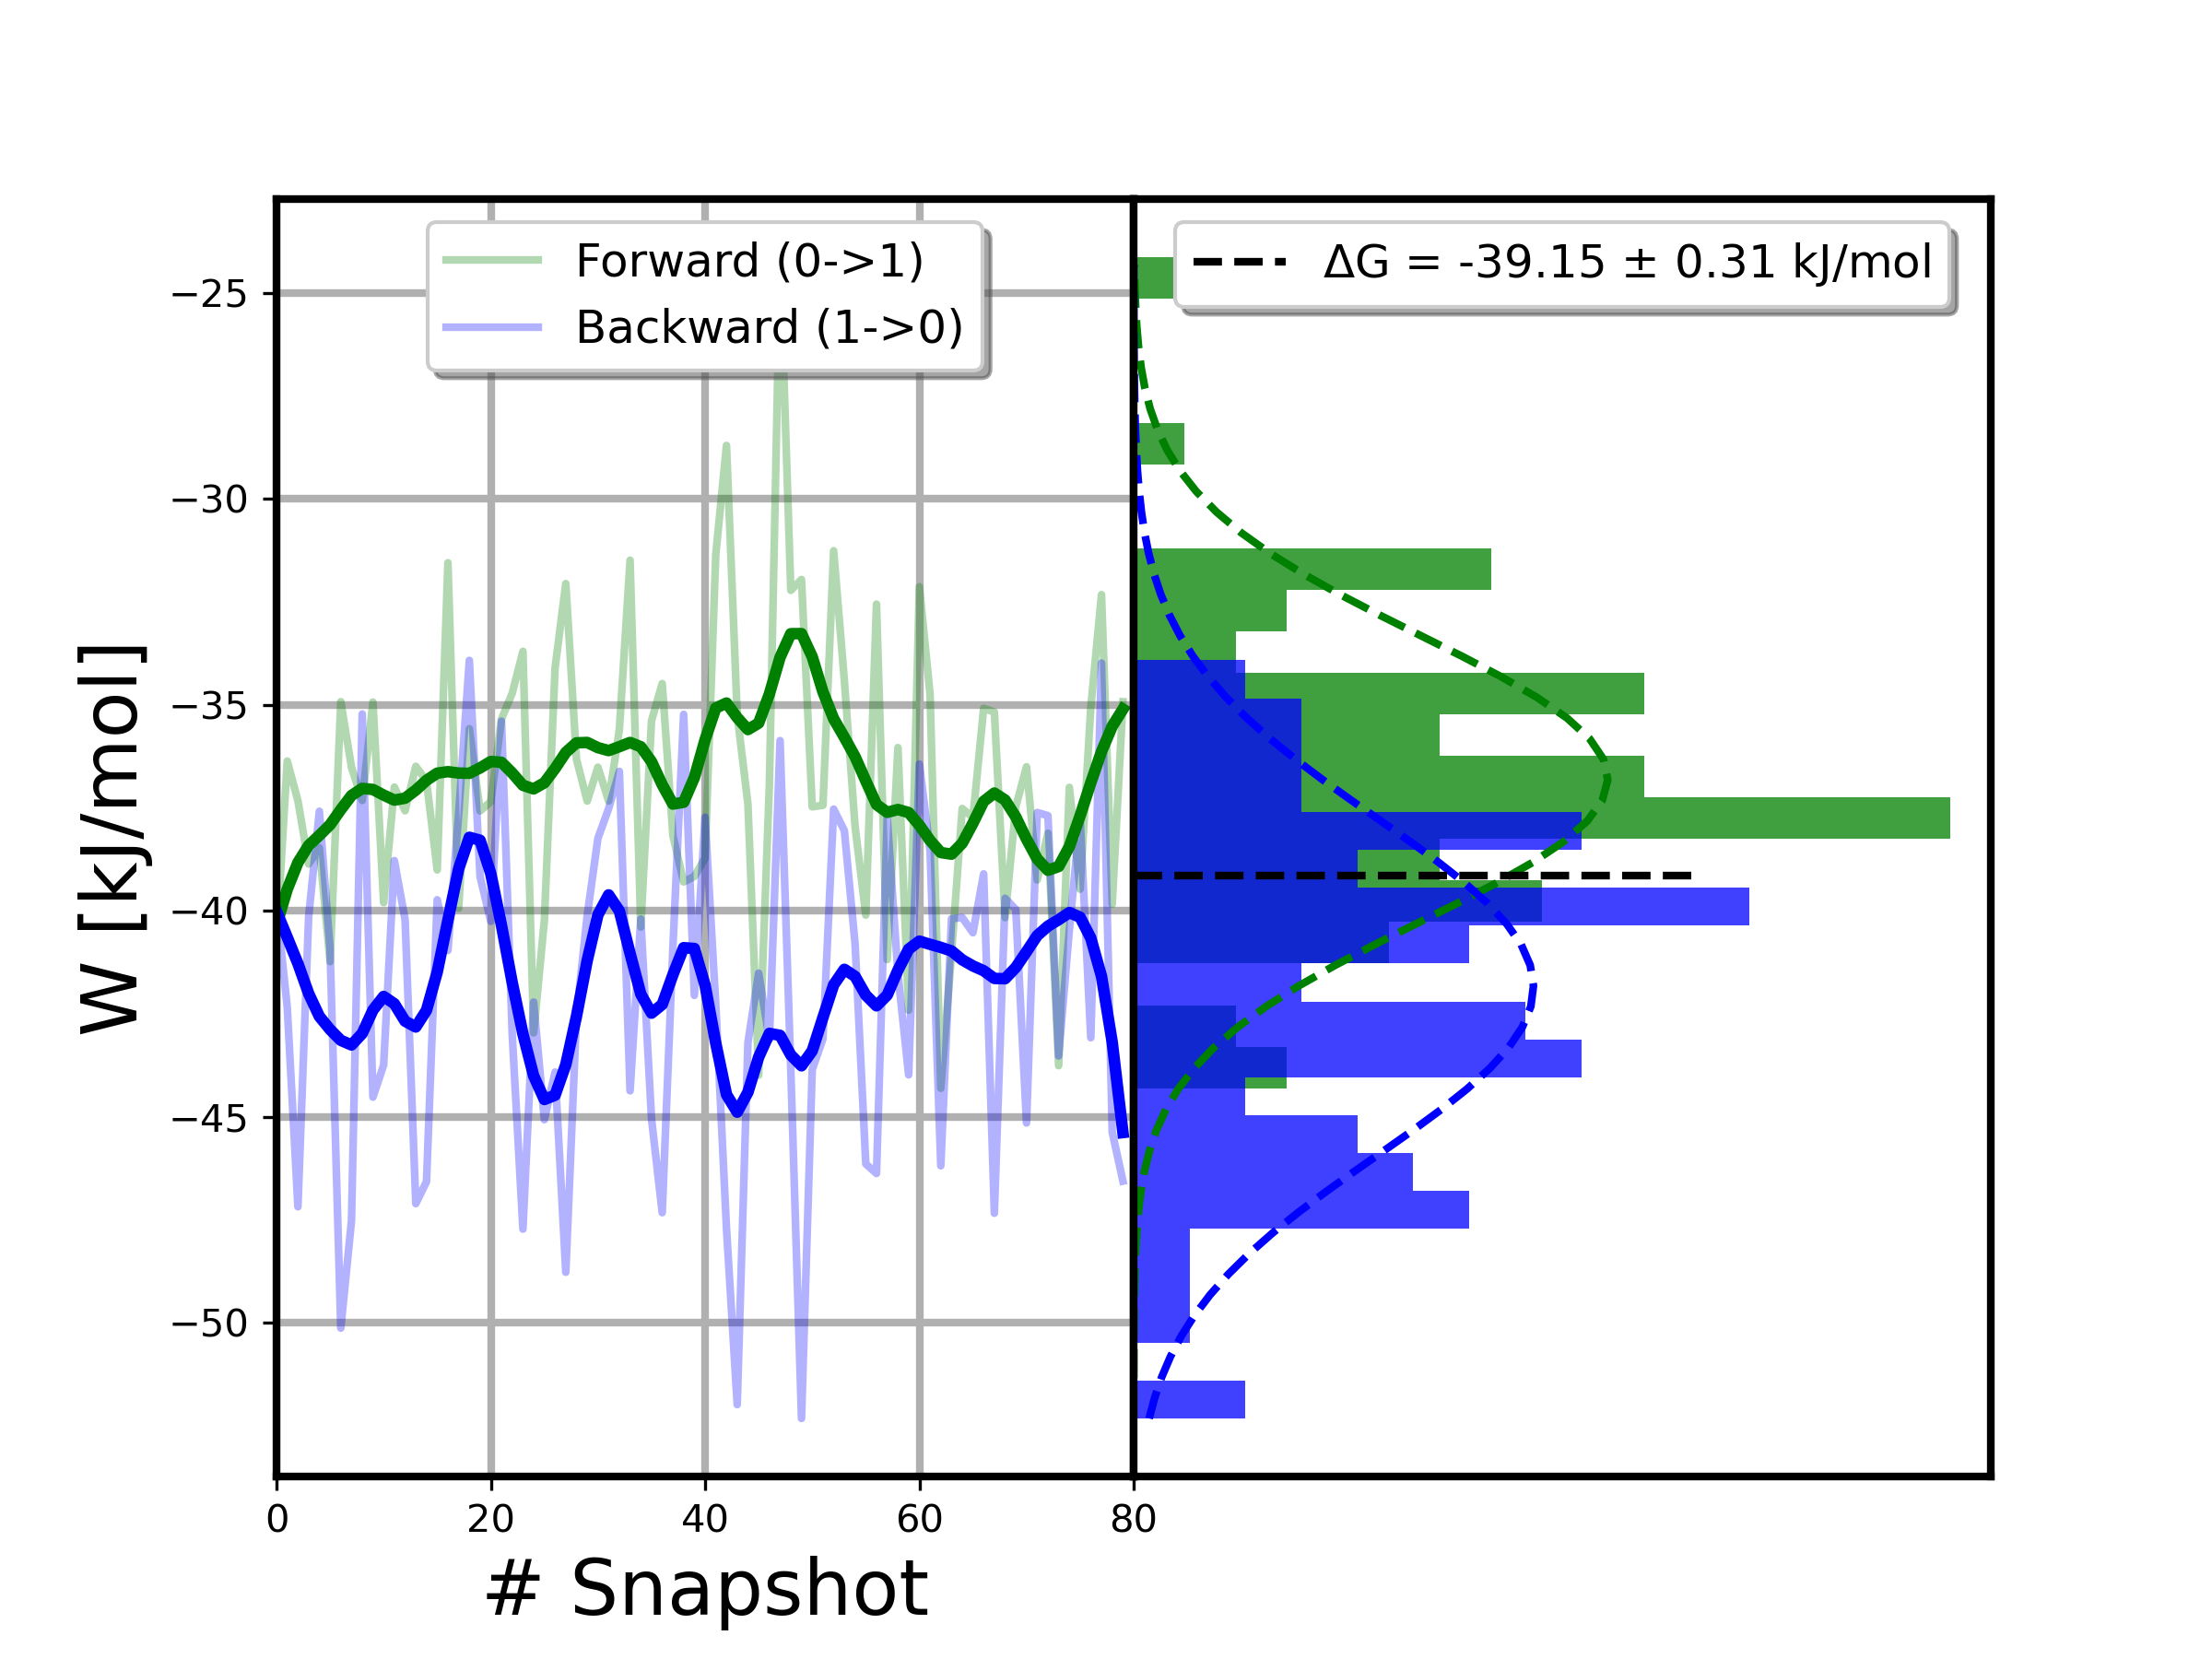 Forward (0->1)
Backward (1->0)
ΔG = -39.15 ± 0.31 kJ/mol
W [kJ/mol]
−25
−30
−35
−40
−45
−50
0 20 40 60 80
# Snapshot